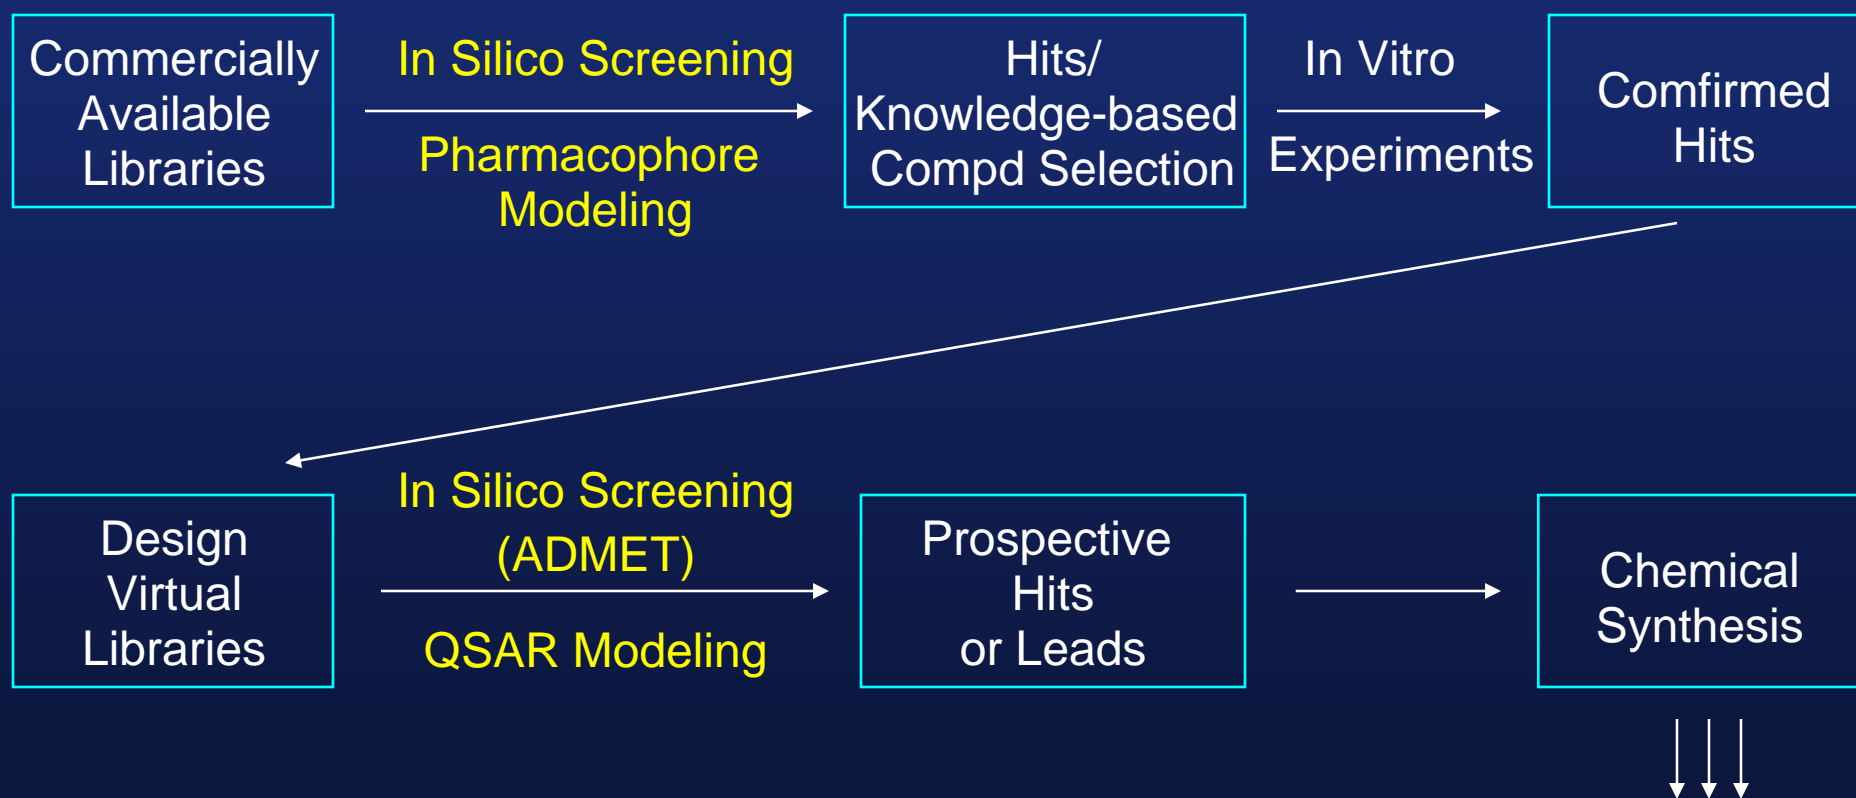 Commercially
Available
Libraries
In Silico Screening
Pharmacophore
Modeling
Hits/
Knowledge-based
Compd Selection
In Vitro
Experiments
Comfirmed
Hits
Design
Virtual
Libraries
In Silico Screening
(ADMET)
QSAR Modeling
Prospective
Hits
or Leads
Chemical
Synthesis